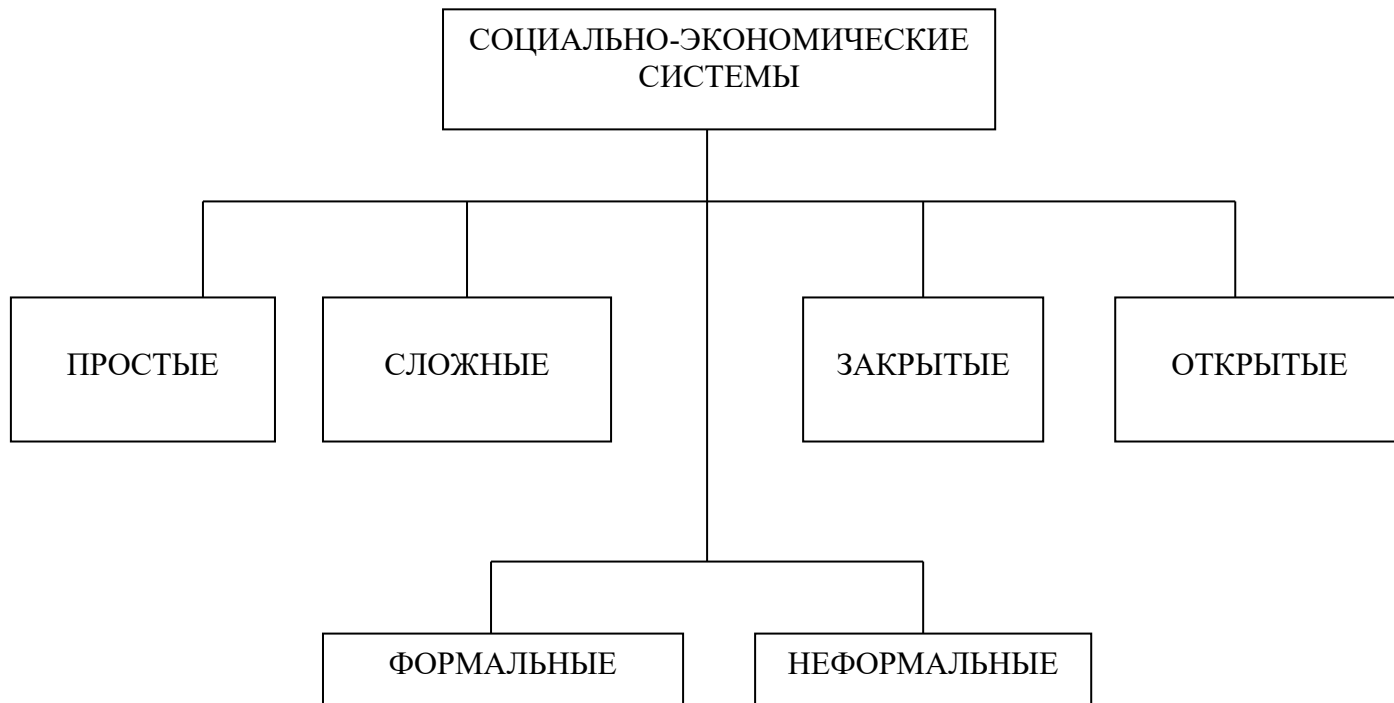 СОЦИАЛЬНО-ЭКОНОМИЧЕСКИЕ
СИСТЕМЫ
ПРОСТЫЕ
СЛОЖНЫЕ
ЗАКРЫТЫЕ
ОТКРЫТЫЕ
ФОРМАЛЬНЫЕ
НЕФОРМАЛЬНЫЕ